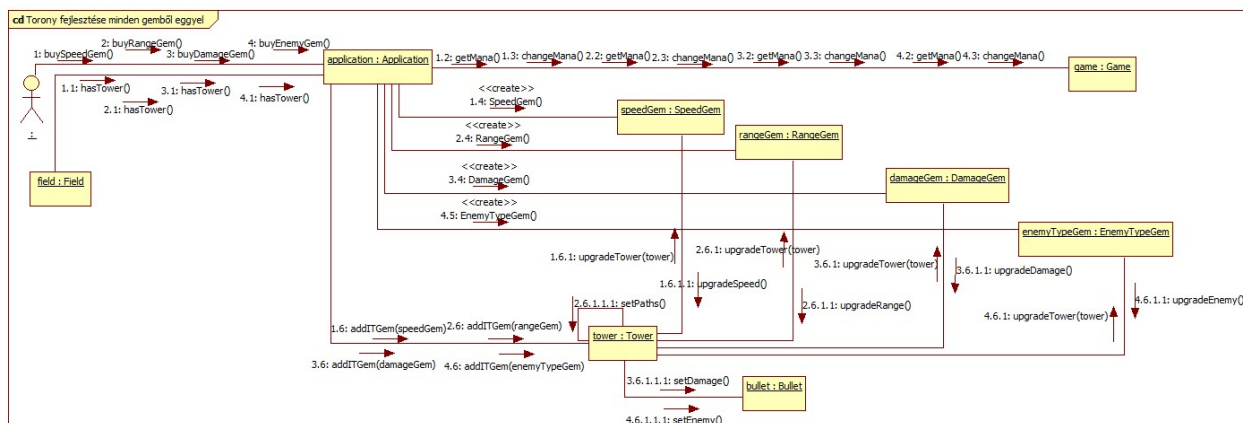 cd Torony fejlesztése minden gemből eggyel
1: buySpeedGem()
2: buyRangeGem()
3: buyDamageGem()
4: buyEnemyGem()
application : Application
1.2: getMana()
1.3: changeMana()
2.2: getMana()
2.3: changeMana()
3.2: getMana()
3.3: changeMana()
4.2: getMana()
4.3: changeMana()
game : Game
1.1: hasTower()
2.1: hasTower()
3.1: hasTower()
4.1: hasTower()
:
field : Field
<<create>>
1.4: SpeedGem()
speedGem : SpeedGem
<<create>>
2.4: RangeGem()
rangeGem : RangeGem
<<create>>
3.4: DamageGem()
damageGem : DamageGem
<<create>>
4.5: EnemyTypeGem()
enemyTypeGem : EnemyTypeGem
1.6.1: upgradeTower(tower)
2.6.1: upgradeTower(tower)
3.6.1: upgradeTower(tower)
3.6.1.1: upgradeDamage()
1.6.1.1: upgradeSpeed()
2.6.1.1: upgradeRange()
4.6.1.1: upgradeEnemy()
4.6.1: upgradeTower(tower)
2.6.1.1.1: setPaths()
1.6: addITGem(speedGem)
2.6: addITGem(rangeGem)
tower : Tower
3.6: addITGem(damageGem)
4.6: addITGem(enemyTypeGem)
3.6.1.1.1: setDamage()
bullet : Bullet
4.6.1.1.1: setEnemy()